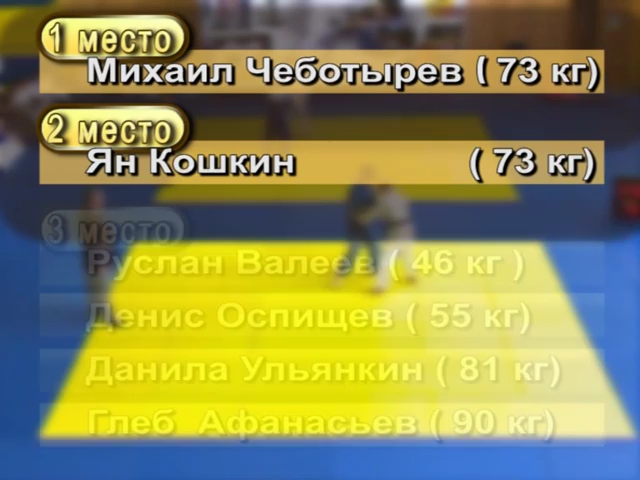 1 место
Михаил Чеботырев ( 73 кг)
2 место
Ян Кошкин ( 73 кг)
3 место
Руслан Валеев ( 46 кг )
Денис Оспищев ( 55 кг)
Данила Ульянкин ( 81 кг)
Глеб Афанасьев ( 90 кг)